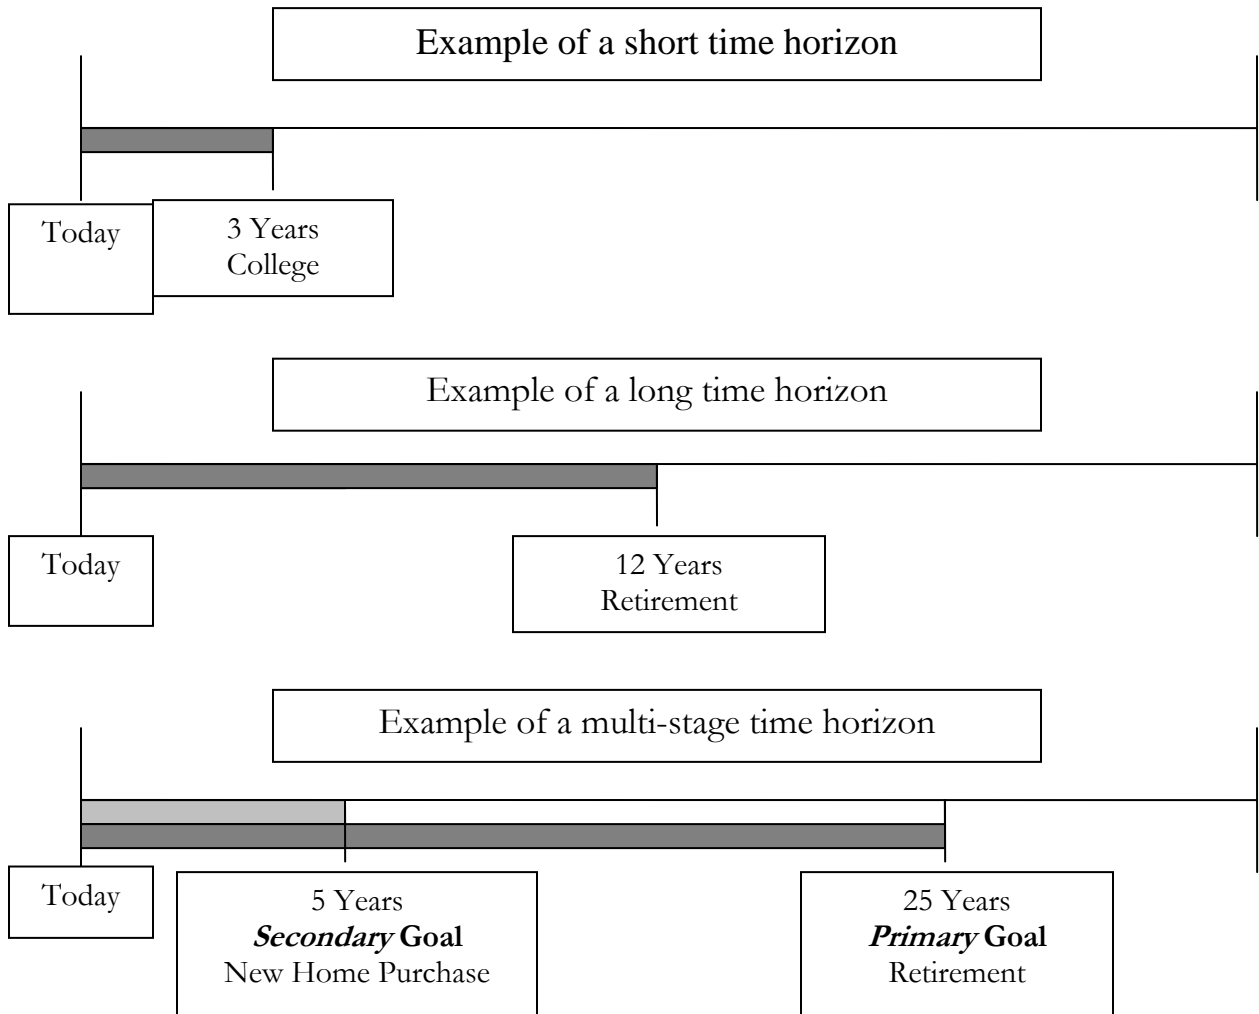 Example of a short time horizon
Today
3 Years
College
Example of a long time horizon
Today
12 Years
Retirement
Example of a multi-stage time horizon
Today
5 Years
Secondary Goal
New Home Purchase
25 Years
Primary Goal
Retirement